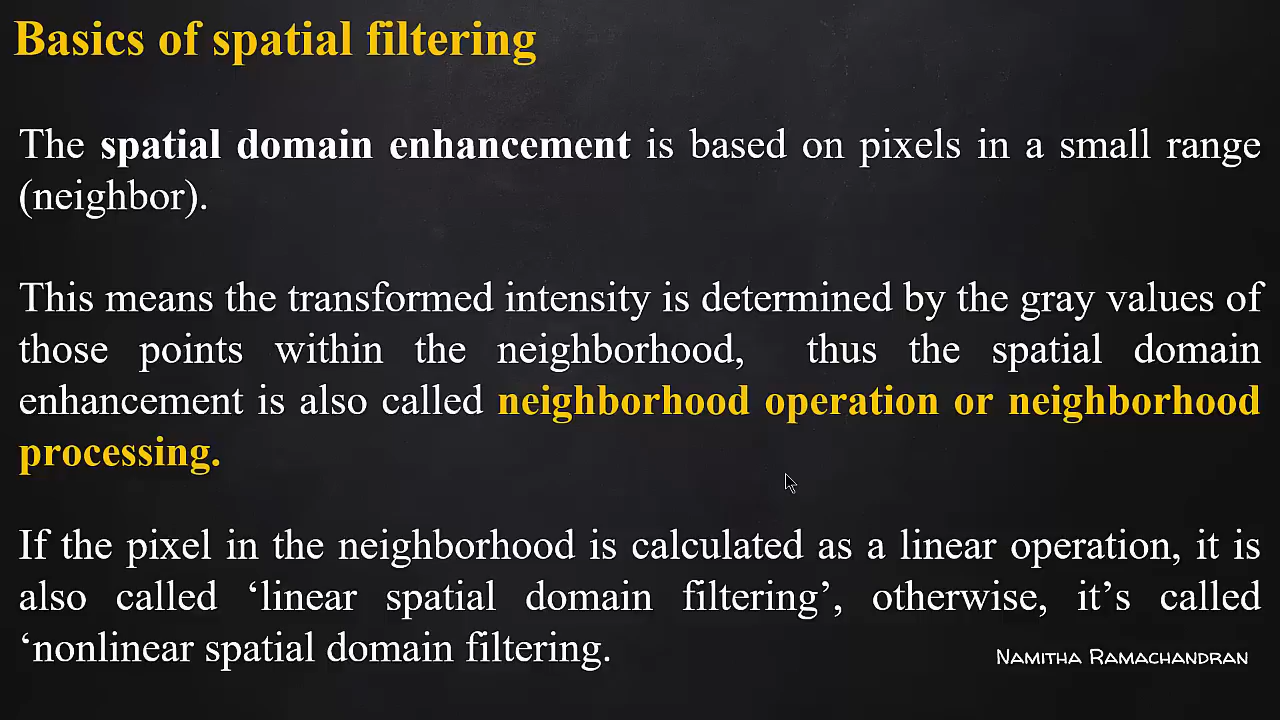 Basics of spatial filtering
The spatial domain enhancement is based on pixels in a small range
(neighbor).
This means the transformed intensity is determined by the gray values of
those points within the neighborhood, thus the spatial domain
enhancement is also called neighborhood operation or neighborhood
processing.
If the pixel in the neighborhood is calculated as a linear operation, it is
also called ‘linear spatial domain filtering’, otherwise, it’s called
‘nonlinear spatial domain filtering.
Namitha Ramachandran